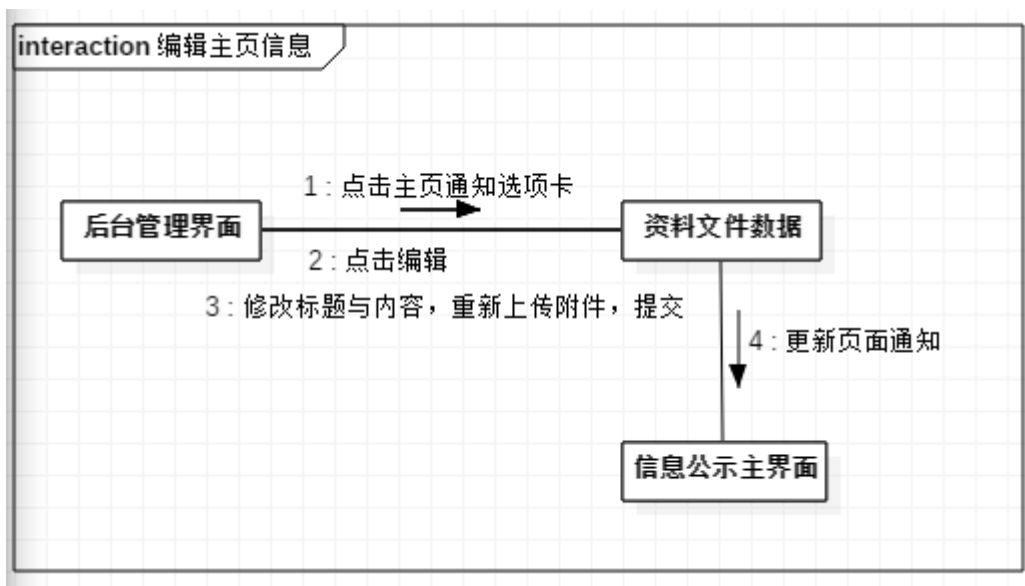 interaction 编辑主页信息
1 : 点击主页通知选项卡
后台管理界面
资料文件数据
2 : 点击编辑
3 : 修改标题与内容，重新上传附件，提交
4 : 更新页面通知
信息公示主界面